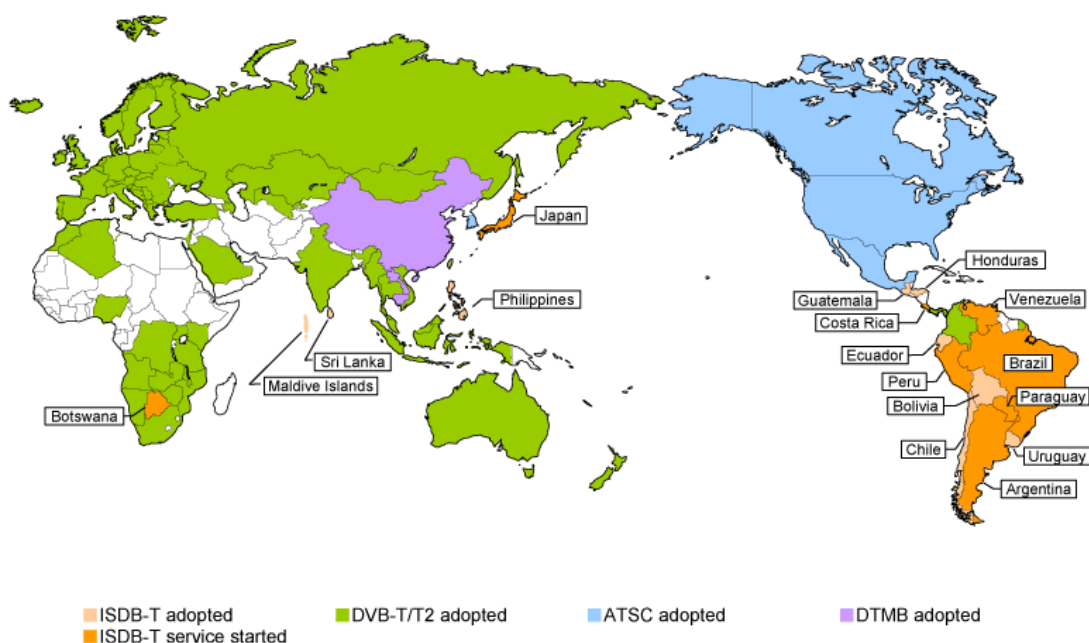 Japan
Honduras
Philippines
Guatemala
Venezuela
Costa Rica
Sri Lanka
Ecuador
Brazil
Maldive Islands
Peru
Paraguay
Botswana
Bolivia
Chile
Uruguay
Argentina
ISDB-T adopted
DVB-T/T2 adopted
ATSC adopted
DTMB adopted
ISDB-T service started